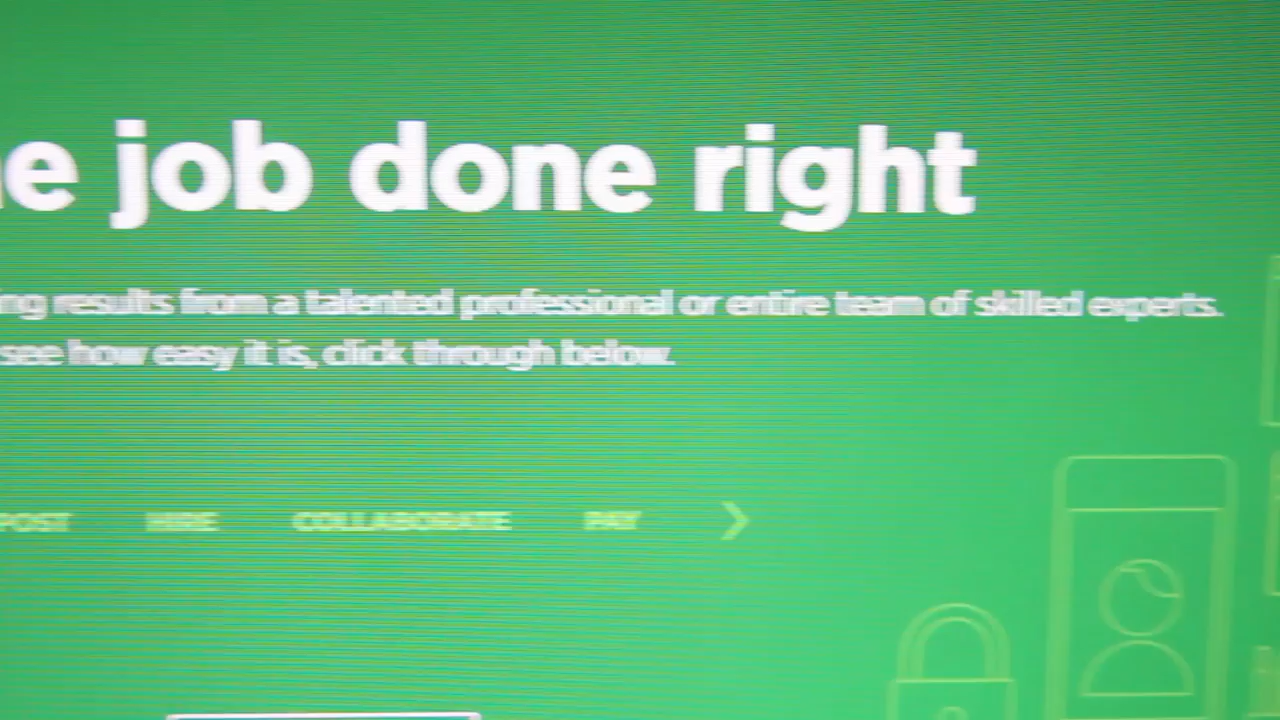 e job done right
ng results from a talented professional or entire team of skilled experts.
see how easy it is, click through below.
POST HIRE COLLABORATE PAY